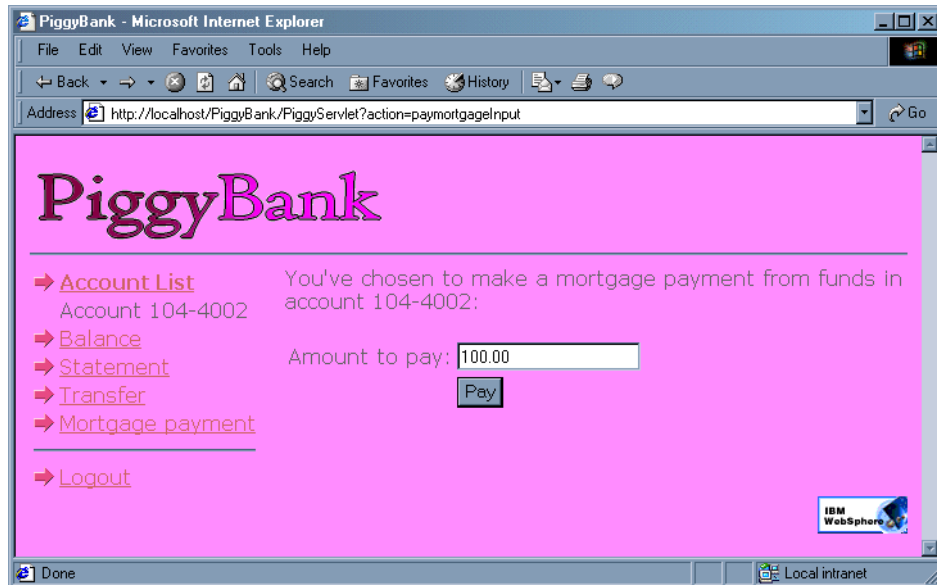 PiggyBank - Microsoft Internet Explorer
File Edit View Favorites Tools Help
Back Search Favorites History
Address http://localhost/PiggyBank/PiggyServlet?action=paymortgageInput Go
PiggyBank
Account List
Account 104-4002
Balance
Statement
Transfer
Mortgage payment
Logout
You've chosen to make a mortgage payment from funds in
account 104-4002:
Amount to pay: 100.00
Pay
IBM
WebSphere
Done Local intranet